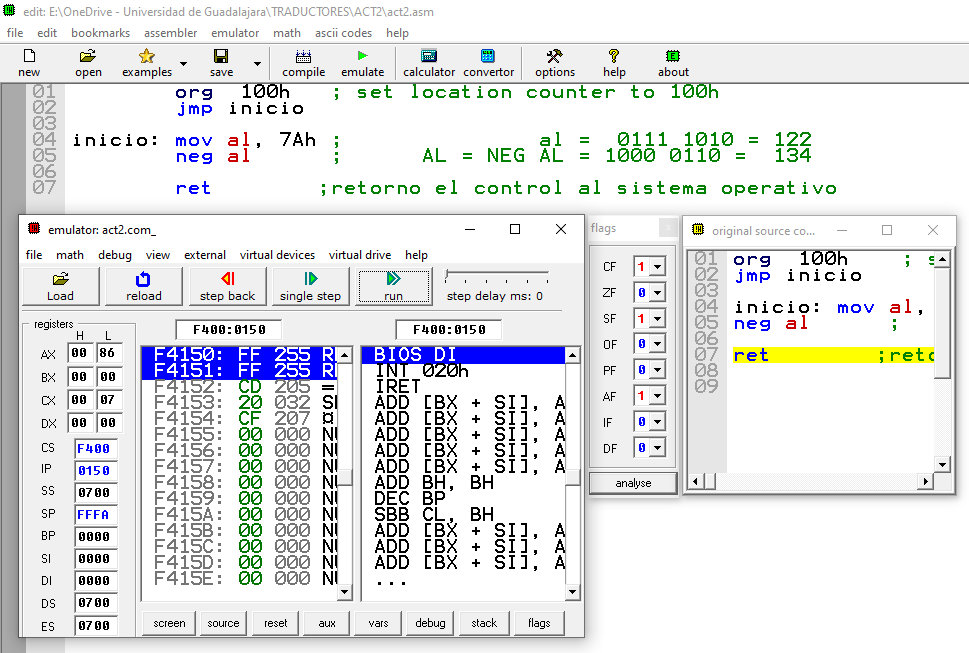 edit: E:\OneDrive - Universidad de Guadalajara\TRADUCTORES\ACT2\act2.asm
file edit bookmarks assembler emulator math ascii codes help
new open examples save compile emulate calculator convertor options help about
01 org 100h ; set location counter to 100h
02 jmp inicio
03
04 inicio: mov al, 7Ah ; al = 0111 1010 = 122
05 neg al ; AL = NEG AL = 1000 0110 = 134
06
07 ret ;retorno el control al sistema operativo
emulator: act2.com_
file math debug view external virtual devices virtual drive help
Load reload step back single step run step delay ms: 0
registers
H L
AX 00 86
BX 00 00
CX 00 07
DX 00 00
CS F400
IP 0150
SS 0700
SP FFFA
BP 0000
SI 0000
DI 0000
DS 0700
ES 0700
F400:0150
F4150: FF 255 R
F4151: FF 255 R
F4152: CD 205 =
F4153: 20 032 S
F4154: CF 207 ¤
F4155: 00 000 N
F4156: 00 000 N
F4157: 00 000 N
F4158: 00 000 N
F4159: 00 000 N
F415A: 00 000 N
F415B: 00 000 N
F415C: 00 000 N
F415D: 00 000 N
F415E: 00 000 N
F400:0150
BIOS DI
INT 020h
IRET
ADD [BX + SI], A
ADD [BX + SI], A
ADD [BX + SI], A
ADD [BX + SI], A
ADD [BX + SI], A
ADD BH, BH
DEC BP
SBB CL, BH
ADD [BX + SI], A
ADD [BX + SI], A
ADD [BX + SI], A
...
screen source reset aux vars debug stack flags
flags
CF 1
ZF 0
SF 1
OF 0
PF 0
AF 1
IF 0
DF 0
analyse
original source co...
01 org 100h ; s
02 jmp inicio
03
04 inicio: mov al,
05 neg al ;
06
07 ret ;reto
08
09